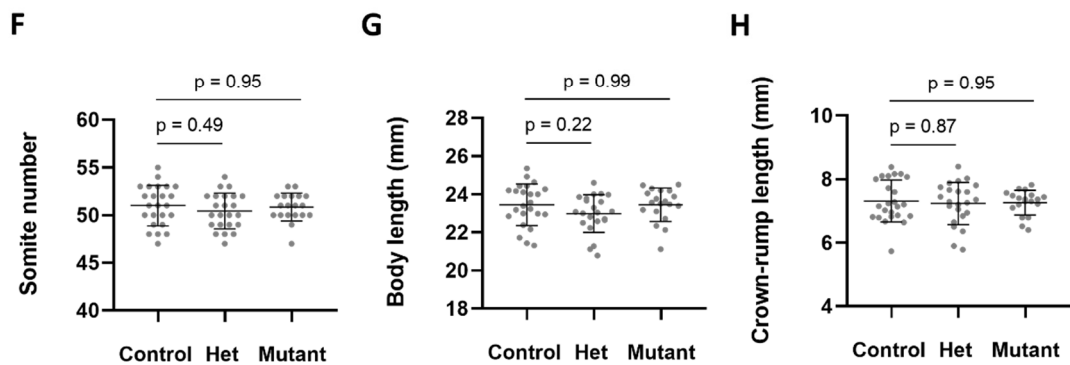 F
p = 0.95
p = 0.49
Somite number
60
55
50
45
40
Control Het Mutant
G
p = 0.99
p = 0.22
Body length (mm)
28
26
24
22
20
18
Control Het Mutant
H
p = 0.95
p = 0.87
Crown-rump length (mm)
10
8
6
4
Control Het Mutant